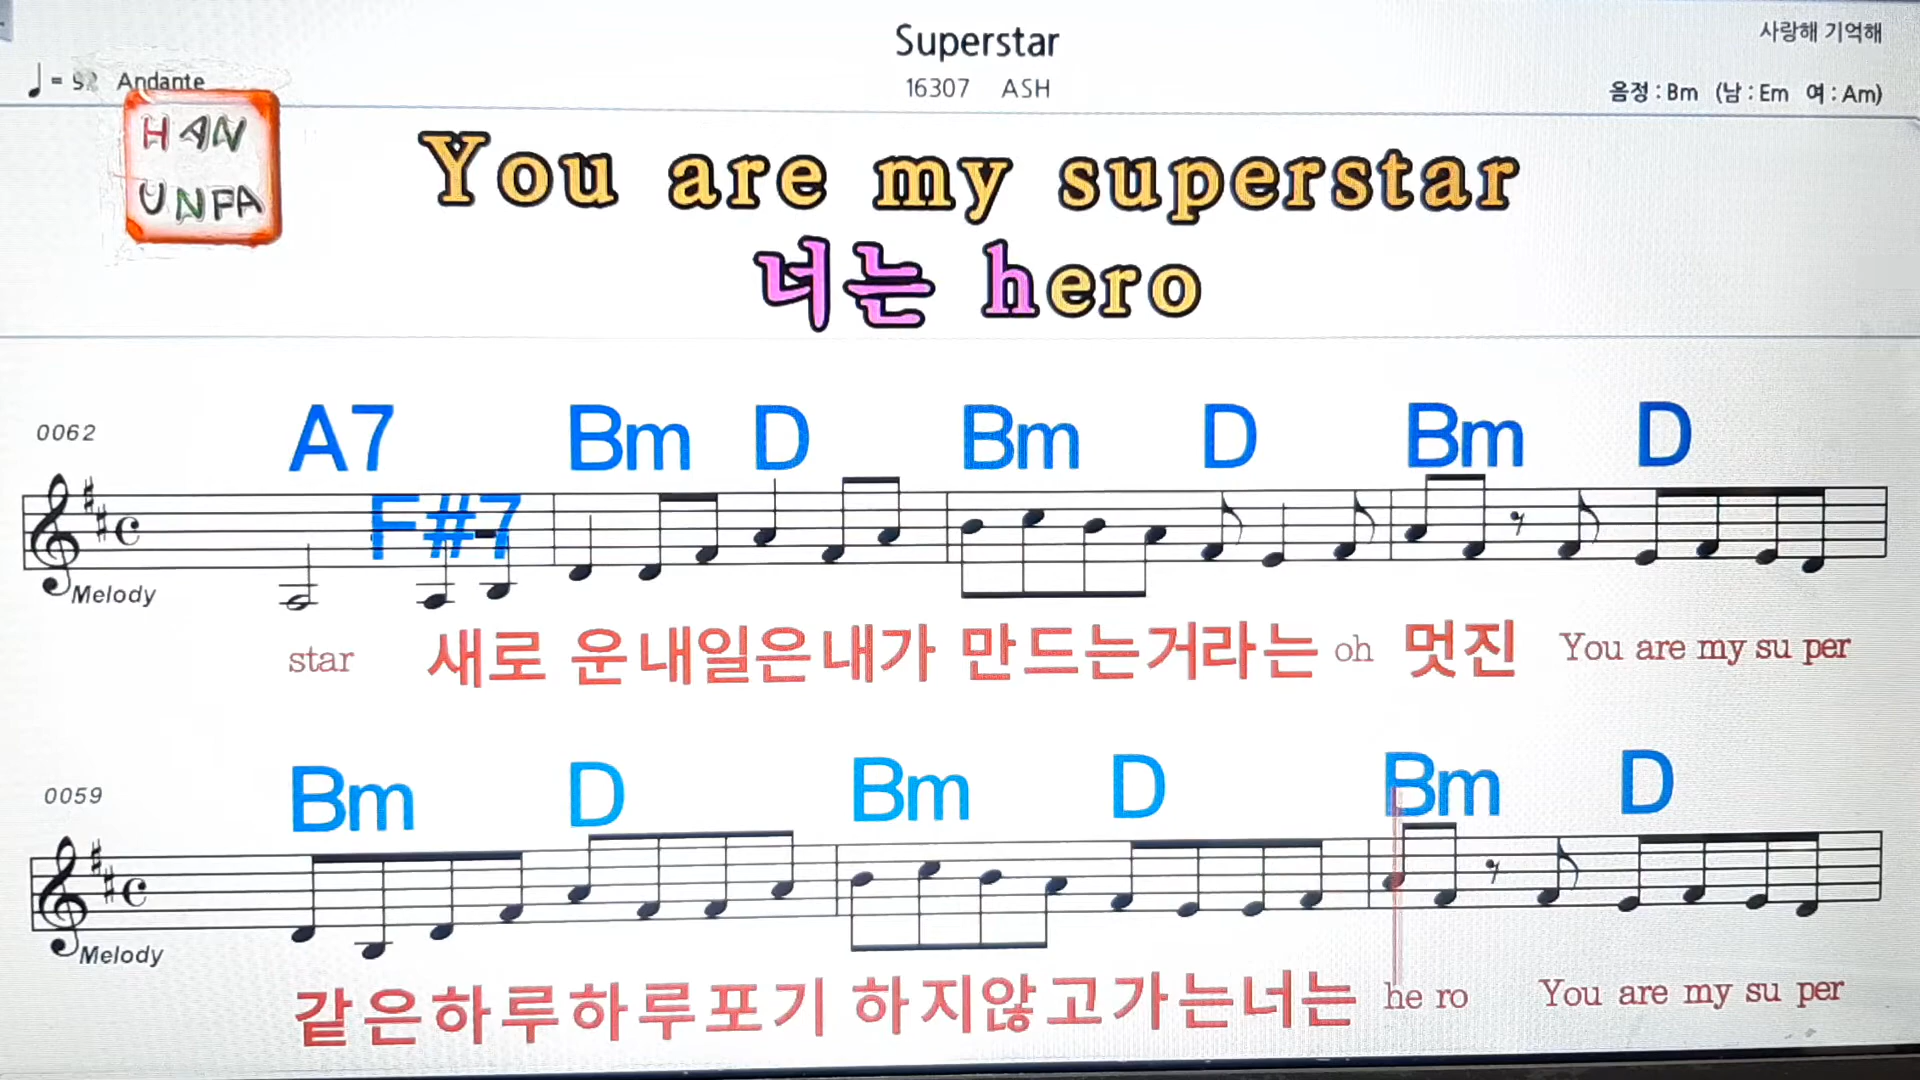 Superstar
사랑해 기억해
♩ = 92 Andante
16307 ASH
음정 : Bm (남 : Em 여 : Am)
HAN
UNPA
You are my superstar
너는 hero
0062
A7 F#7 Bm D Bm D Bm D
Melody
star 새로 운내일은내가 만드는거라는 oh 멋진 You are my su per
0059
Bm D Bm D Bm D
Melody
같은하루하루포기 하지않고가는너는 he ro You are my su per